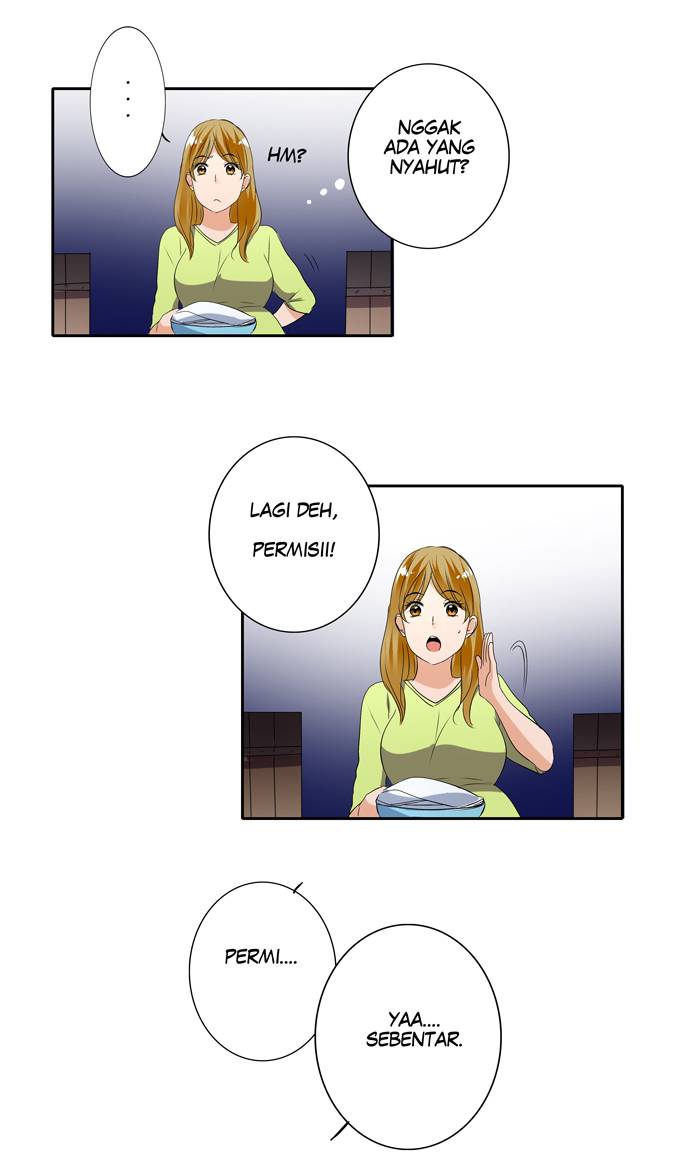 ...
HM?
NGGAK
ADA YANG
NYAHUT?
LAGI DEH,
PERMISII!
PERMI....
YAA....
SEBENTAR.